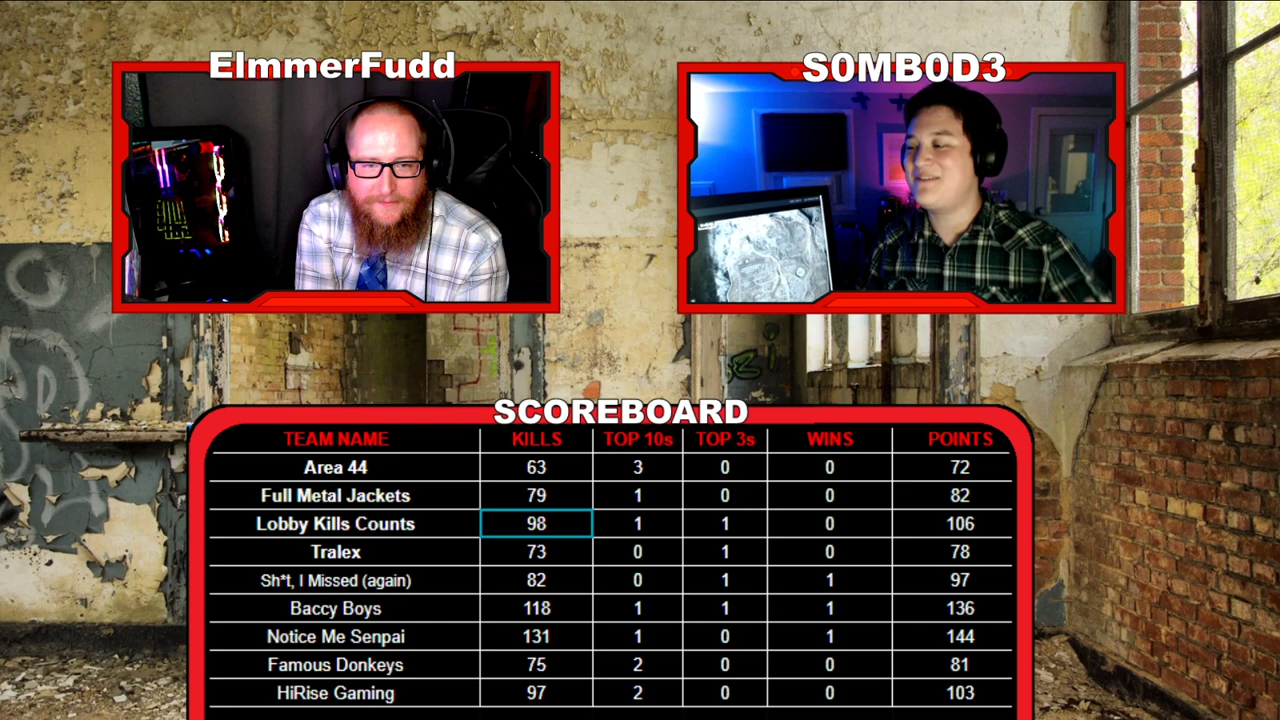 ElmmerFudd
S0MB0D3
SCOREBOARD
TEAM NAME KILLS TOP 10s TOP 3s WINS POINTS
Area 44 63 3 0 0 72
Full Metal Jackets 79 1 0 0 82
Lobby Kills Counts 98 1 1 0 106
Tralex 73 0 1 0 78
Sh*t, I Missed (again) 82 0 1 1 97
Baccy Boys 118 1 1 1 136
Notice Me Senpai 131 1 0 1 144
Famous Donkeys 75 2 0 0 81
HiRise Gaming 97 2 0 0 103